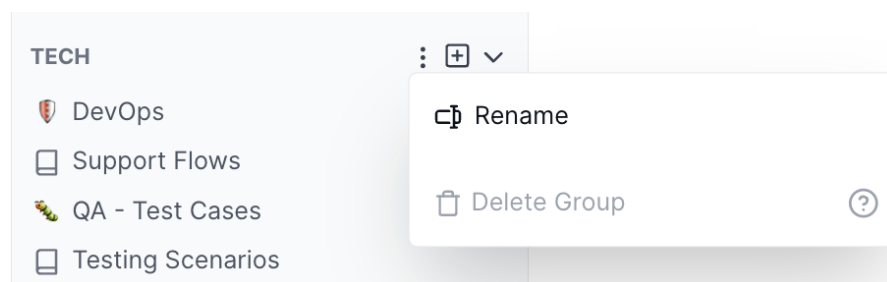 TECH
Rename
DevOps
Support Flows
Delete Group
QA - Test Cases
Testing Scenarios